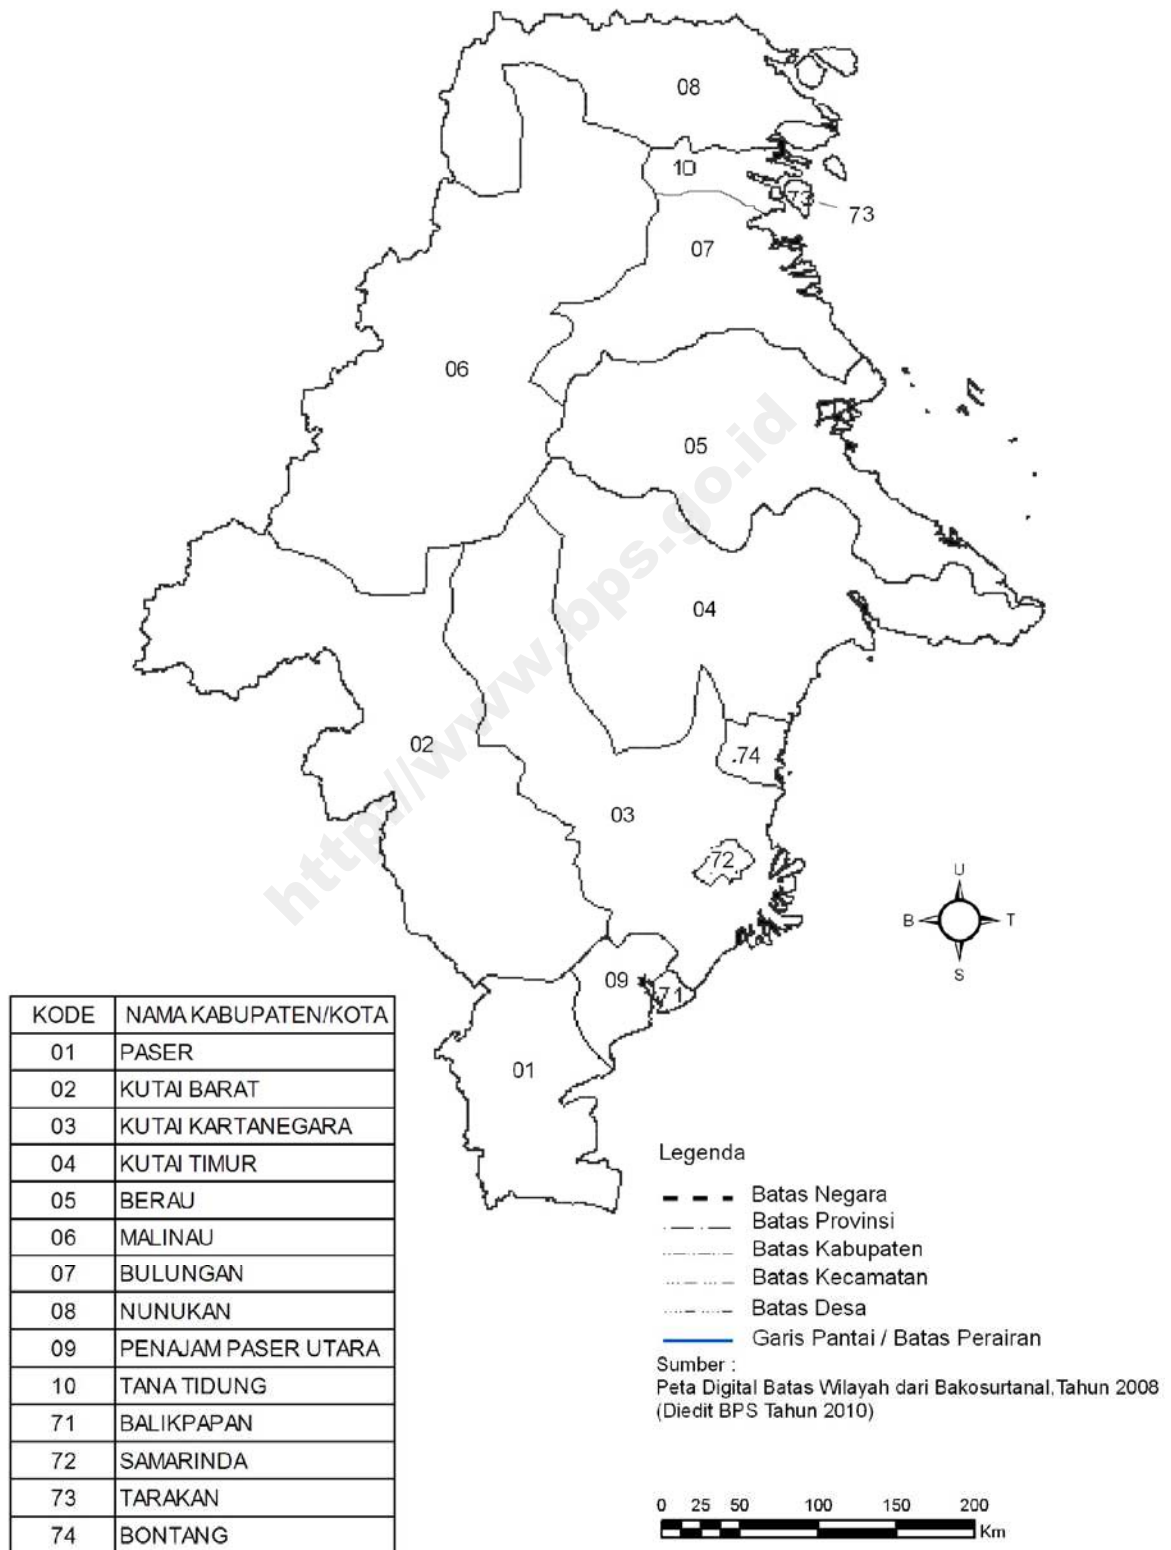 08
10
73
73
07
06
05
04
02
.74
03
72
U
B T
S
09
71
01
http://www.bps.go.id
KODE NAMA KABUPATEN/KOTA
01 PASER
02 KUTAI BARAT
03 KUTAI KARTANEGARA
04 KUTAI TIMUR
05 BERAU
06 MALINAU
07 BULUNGAN
08 NUNUKAN
09 PENAJAM PASER UTARA
10 TANA TIDUNG
71 BALIKPAPAN
72 SAMARINDA
73 TARAKAN
74 BONTANG
Legenda
Batas Negara
Batas Provinsi
Batas Kabupaten
Batas Kecamatan
Batas Desa
Garis Pantai / Batas Perairan
Sumber :
Peta Digital Batas Wilayah dari Bakosurtanal,Tahun 2008
(Diedit BPS Tahun 2010)
0 25 50 100 150 200
Km